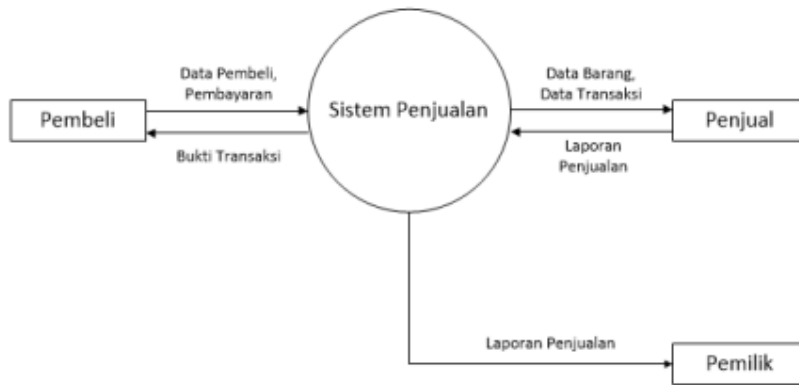 Data Pembeli,
Pembayaran
Pembeli
Bukti Transaksi
Sistem Penjualan
Data Barang,
Data Transaksi
Penjual
Laporan
Penjualan
Laporan Penjualan
Pemilik